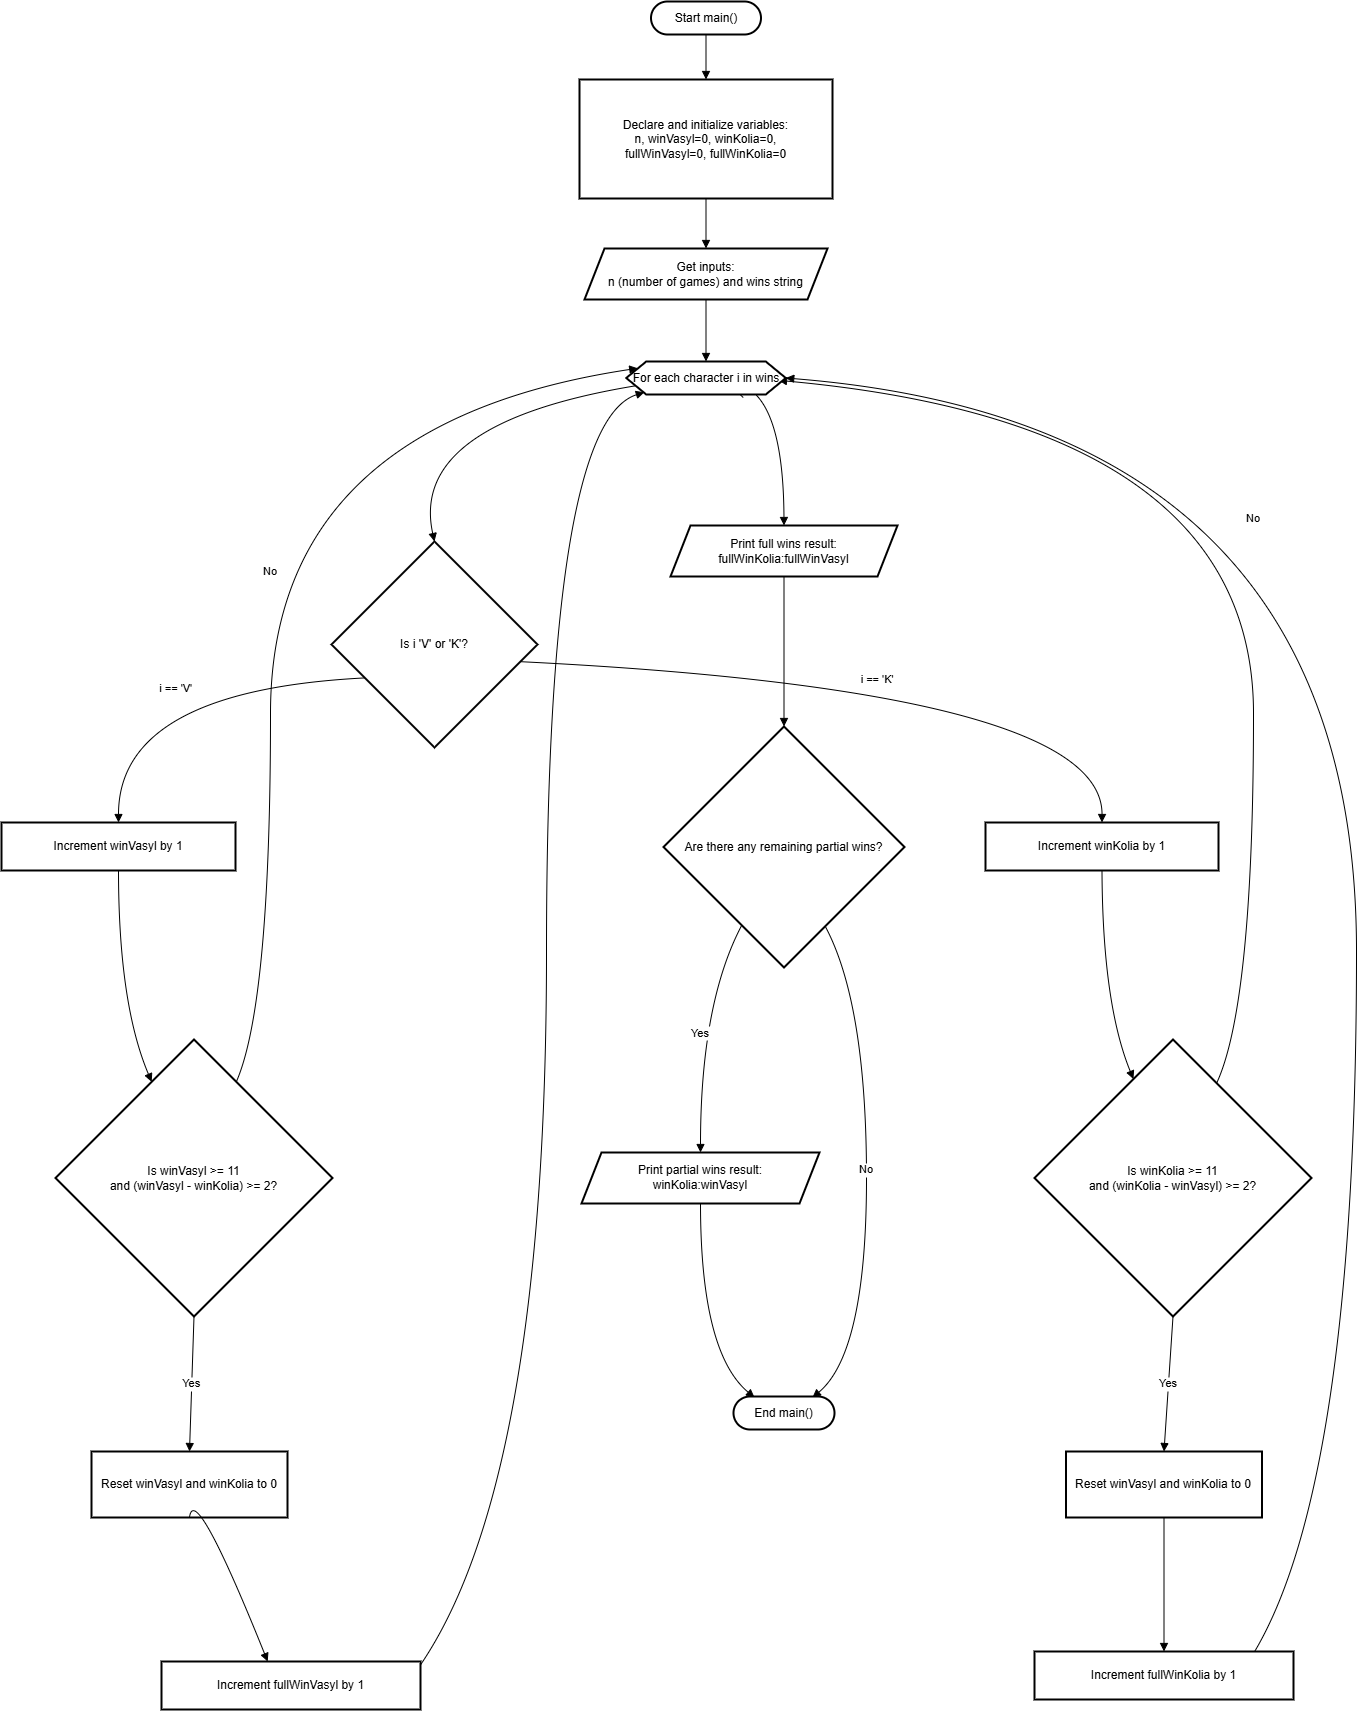 Start main()
Declare and initialize variables:
n, winVasyl=0, winKolia=0,
fullWinVasyl=0, fullWinKolia=0
Get inputs:
n (number of games) and wins string
For each character i in wins
No
No
Print full wins result:
fullWinKolia:fullWinVasyl
Is i 'V' or 'K'?
i == 'V'
i == 'K'
Increment winVasyl by 1
Are there any remaining partial wins?
Increment winKolia by 1
Yes
No
Is winVasyl >= 11
and (winVasyl - winKolia) >= 2?
Print partial wins result:
winKolia:winVasyl
Is winKolia >= 11
and (winKolia - winVasyl) >= 2?
Yes
Yes
End main()
Reset winVasyl and winKolia to 0
Reset winVasyl and winKolia to 0
Increment fullWinVasyl by 1
Increment fullWinKolia by 1